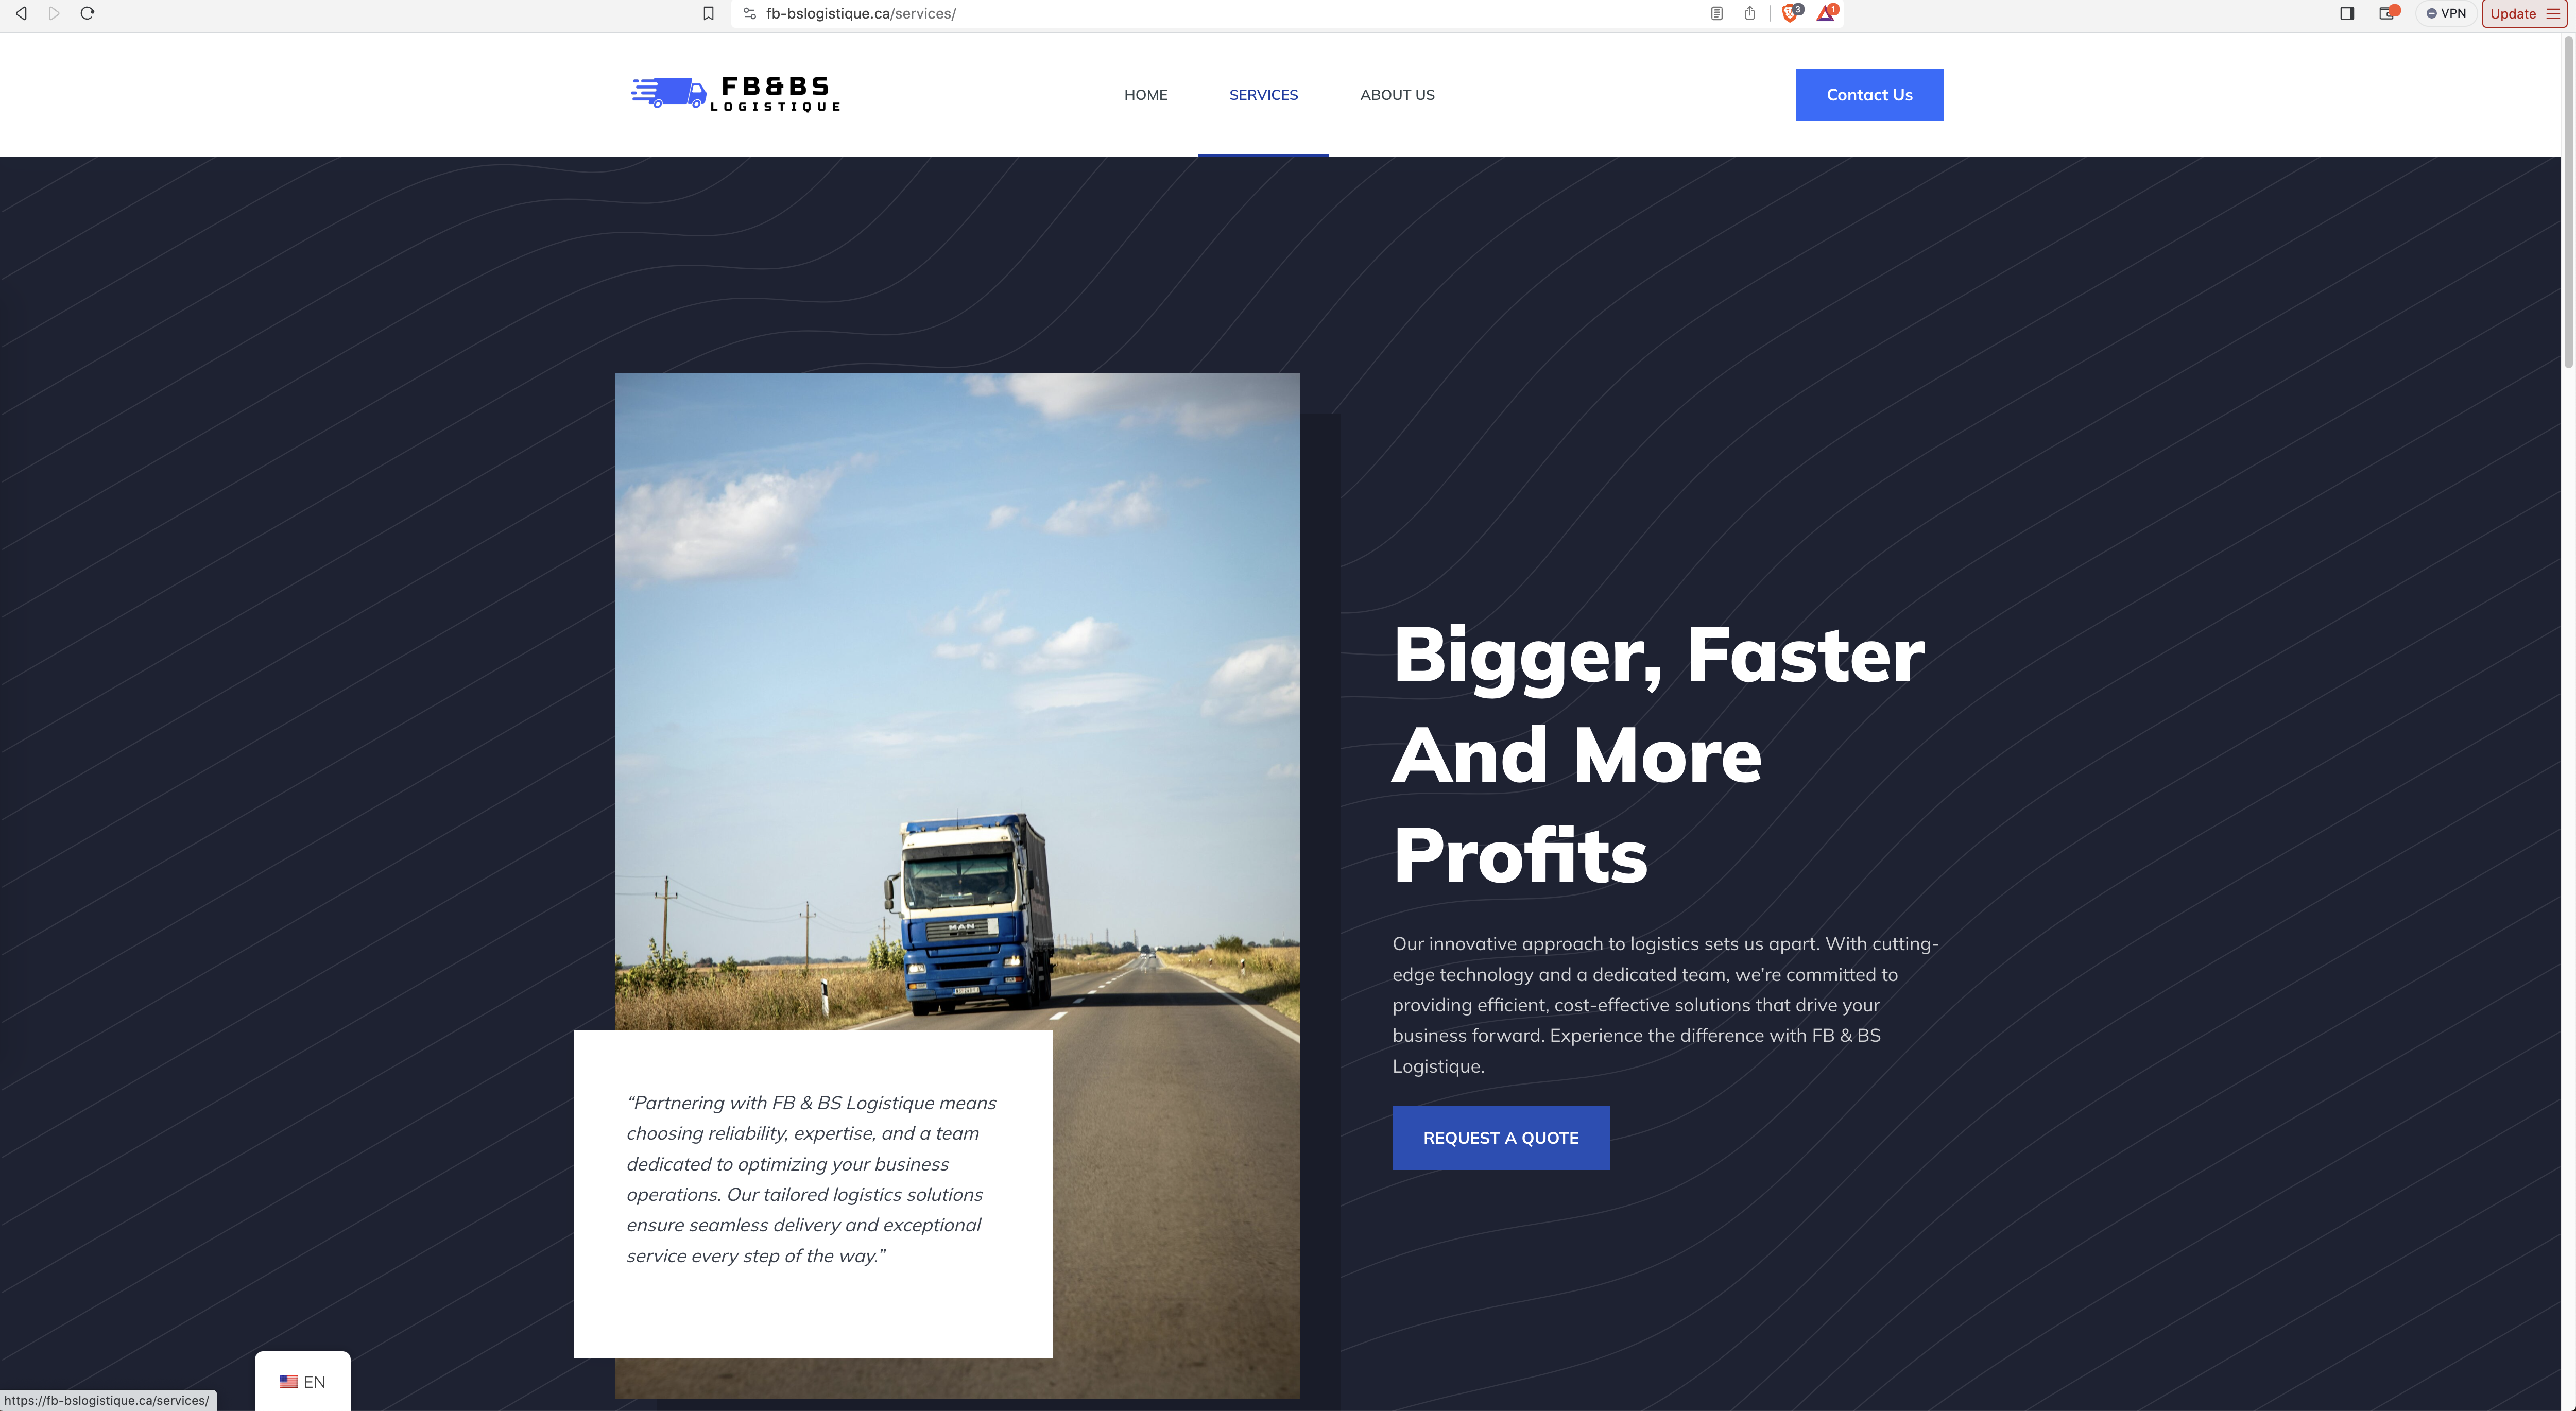 fb-bslogistique.ca/services/
3
1
VPN
Update
FB&BS
LOGISTIQUE
HOME
SERVICES
ABOUT US
Contact Us
Bigger, Faster
And More
Profits
Our innovative approach to logistics sets us apart. With cutting-
edge technology and a dedicated team, we’re committed to
providing efficient, cost-effective solutions that drive your
business forward. Experience the difference with FB & BS
Logistique.
REQUEST A QUOTE
MAN
“Partnering with FB & BS Logistique means
choosing reliability, expertise, and a team
dedicated to optimizing your business
operations. Our tailored logistics solutions
ensure seamless delivery and exceptional
service every step of the way.”
EN
https://fb-bslogistique.ca/services/